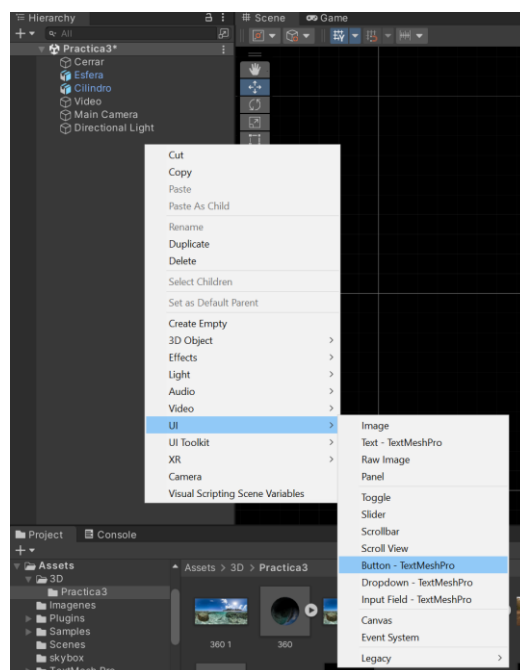 Hierarchy
Scene
Game
All
Practica3*
Cerrar
Esfera
Cilindro
Video
Main Camera
Directional Light
Cut
Copy
Paste
Paste As Child
Rename
Duplicate
Delete
Select Children
Set as Default Parent
Create Empty
3D Object
Effects
Light
Audio
Video
UI
UI Toolkit
XR
Camera
Visual Scripting Scene Variables
Image
Text - TextMeshPro
Raw Image
Panel
Toggle
Slider
Scrollbar
Scroll View
Button - TextMeshPro
Dropdown - TextMeshPro
Input Field - TextMeshPro
Canvas
Event System
Legacy
Project
Console
Assets
3D
Practica3
Imagenes
Plugins
Samples
Scenes
skybox
TextMesh Pro
Assets > 3D > Practica3
360 1
360